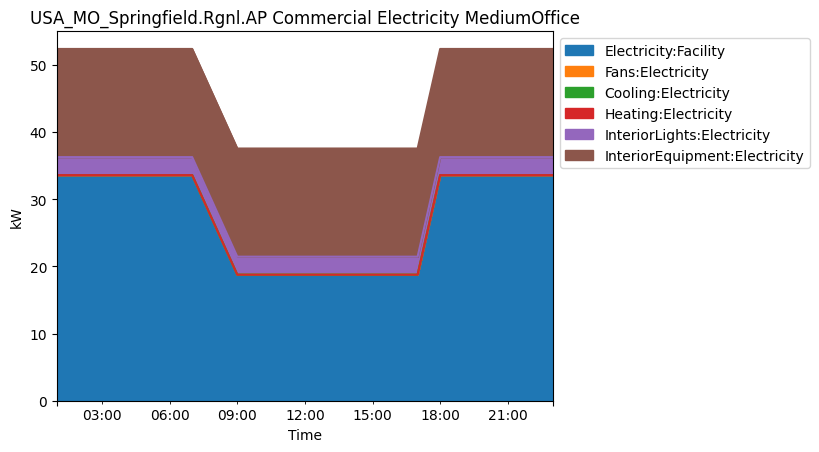 USA_MO_Springfield.Rgnl.AP Commercial Electricity MediumOffice
50
40
30
20
10
0
kW
03:00 06:00 09:00 12:00 15:00 18:00 21:00
Time
Electricity:Facility
Fans:Electricity
Cooling:Electricity
Heating:Electricity
InteriorLights:Electricity
InteriorEquipment:Electricity